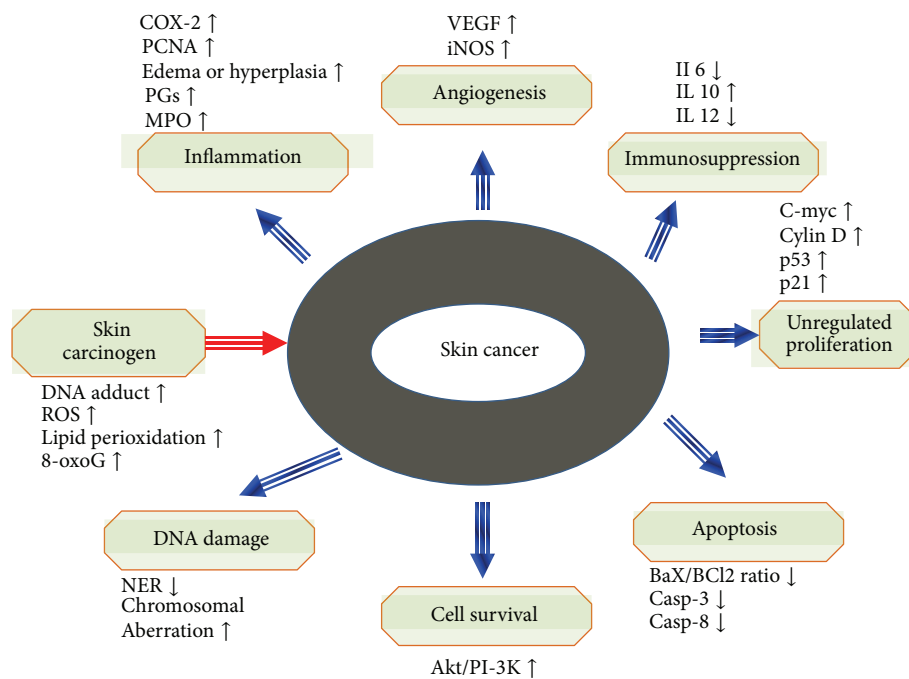 COX-2 ↑
PCNA ↑
Edema or hyperplasia ↑
PGs ↑
MPO ↑
Inflammation
VEGF ↑
iNOS ↑
Angiogenesis
II 6 ↓
IL 10 ↑
IL 12 ↓
Immunosuppression
C-myc ↑
Cylin D ↑
p53 ↑
p21 ↑
Unregulated
proliferation
Skin
carcinogen
DNA adduct ↑
ROS ↑
Lipid perioxidation ↑
8-oxoG ↑
Skin cancer
DNA damage
NER ↓
Chromosomal
Aberration ↑
Cell survival
Akt/PI-3K ↑
Apoptosis
BaX/BCl2 ratio ↓
Casp-3 ↓
Casp-8 ↓